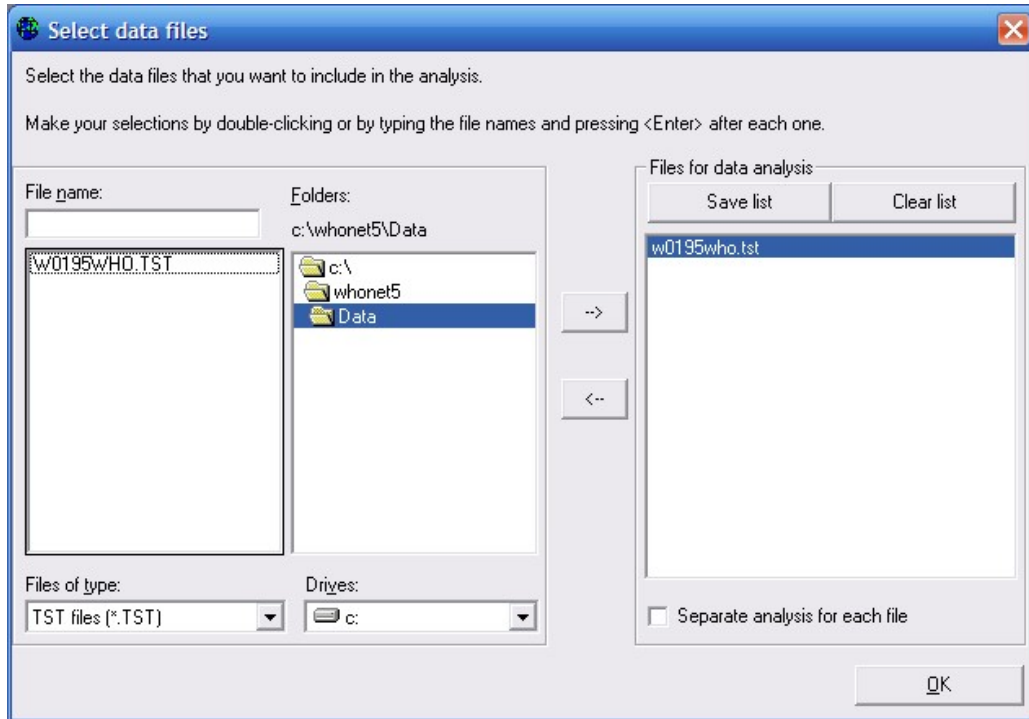 Select data files
Select the data files that you want to include in the analysis.
Make your selections by double-clicking or by typing the file names and pressing <Enter> after each one.
File name:
W0195WHO.TST
Folders:
c:\whonet5\Data
c:\
whonet5
Data
Files of type:
TST files (*.TST)
Drives:
c:
-->
<--
Files for data analysis
Save list
Clear list
w0195who.tst
Separate analysis for each file
OK